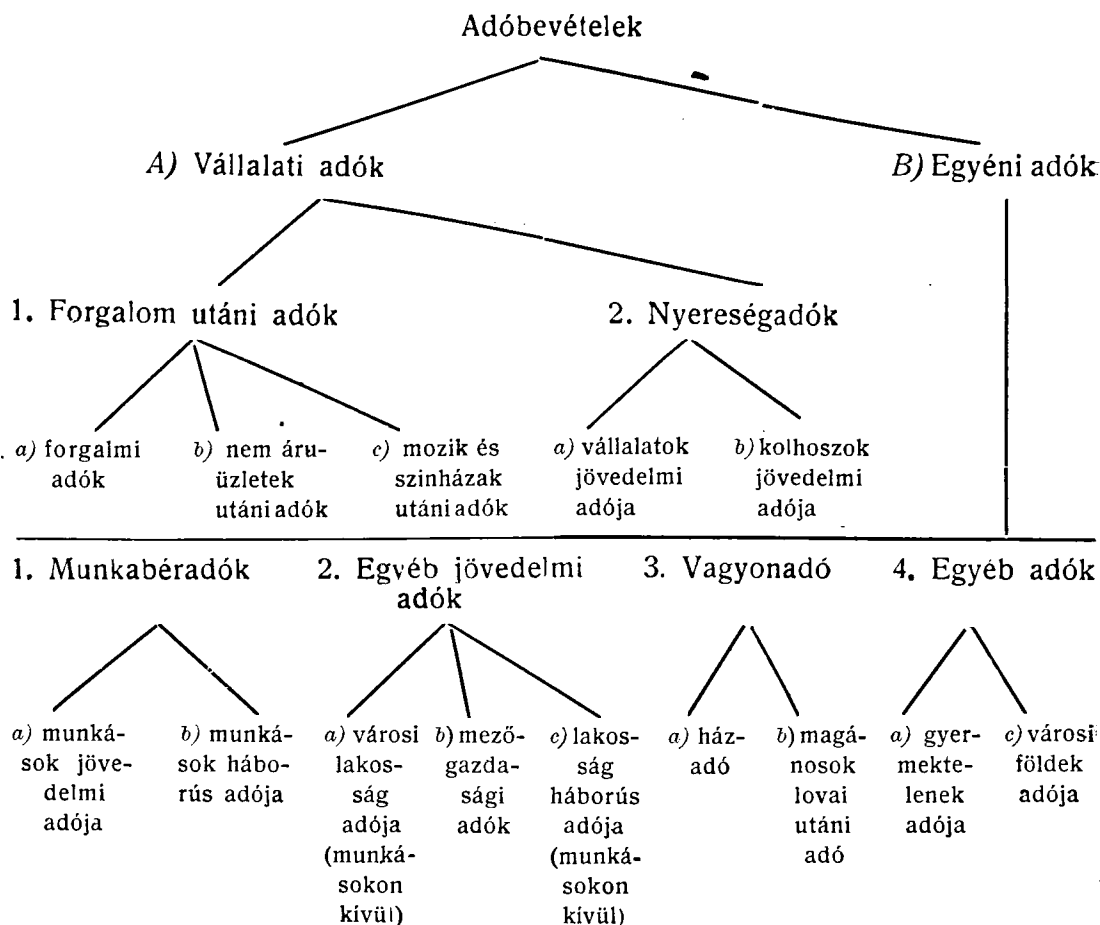 Adóbevételek
A) Vállalati adók
B) Egyéni adók
1. Forgalom utáni adók
2. Nyereségadók
a) forgalmi
adók
b) nem áru-
üzletek
utáni adók
c) mozik és
szinházak
utáni adók
a) vállalatok
jövedelmi
adója
b) kolhoszok
jövedelmi
adója
1. Munkabéradók
2. Egyéb jövedelmi
adók
3. Vagyonadó
4. Egyéb adók
a) munká-
sok jöve-
delmi
adója
b) munká-
sok hábo-
rús adója
a) városi
lakos-
ság
adója
(munká-
sokon
kívül)
b) mező-
gazda-
sági
adók
c) lakos-
ság
háborús
adója
(munká-
sokon
kívül)
a) ház-
adó
b) magá-
nosok
lovai
utáni
adó
a) gyer-
mekte-
lenek
adója
c) városi
földek
adója